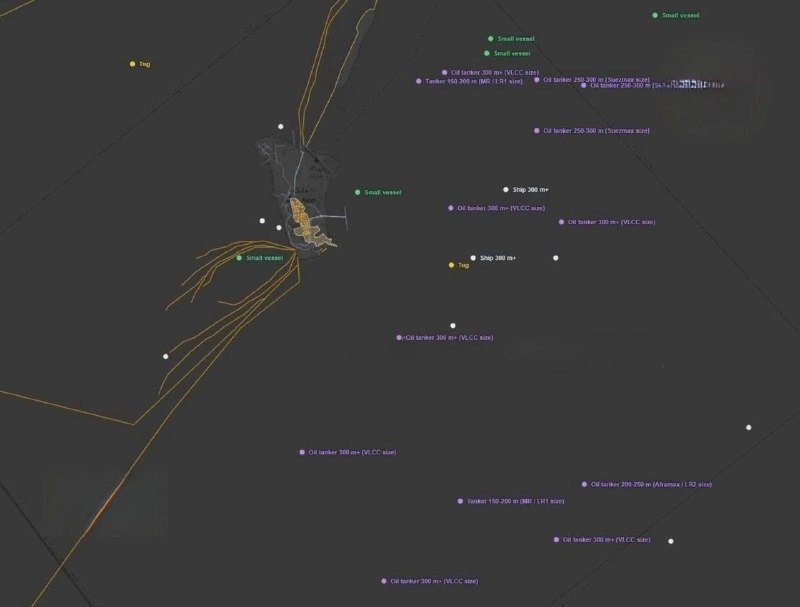 Small vessel
Small vessel
Small vessel
Tug
Oil tanker 300 m+ (VLCC size)
Tanker 150-200 m (MR / LR1 size)
Oil tanker 250-300 m (Suezmax size)
Oil tanker 250-300 m
Oil tanker 250-300 m (Suezmax size)
Ship 300 m+
Small vessel
Oil tanker 300 m+ (VLCC size)
Oil tanker 300 m+ (VLCC size)
Small vessel
Ship 300 m+
Tug
Oil tanker 300 m+ (VLCC size)
Oil tanker 300 m+ (VLCC size)
Oil tanker 200-250 m (Aframax / LR2 size)
Tanker 150-200 m (MR / LR1 size)
Oil tanker 300 m+ (VLCC size)
Oil tanker 300 m+ (VLCC size)